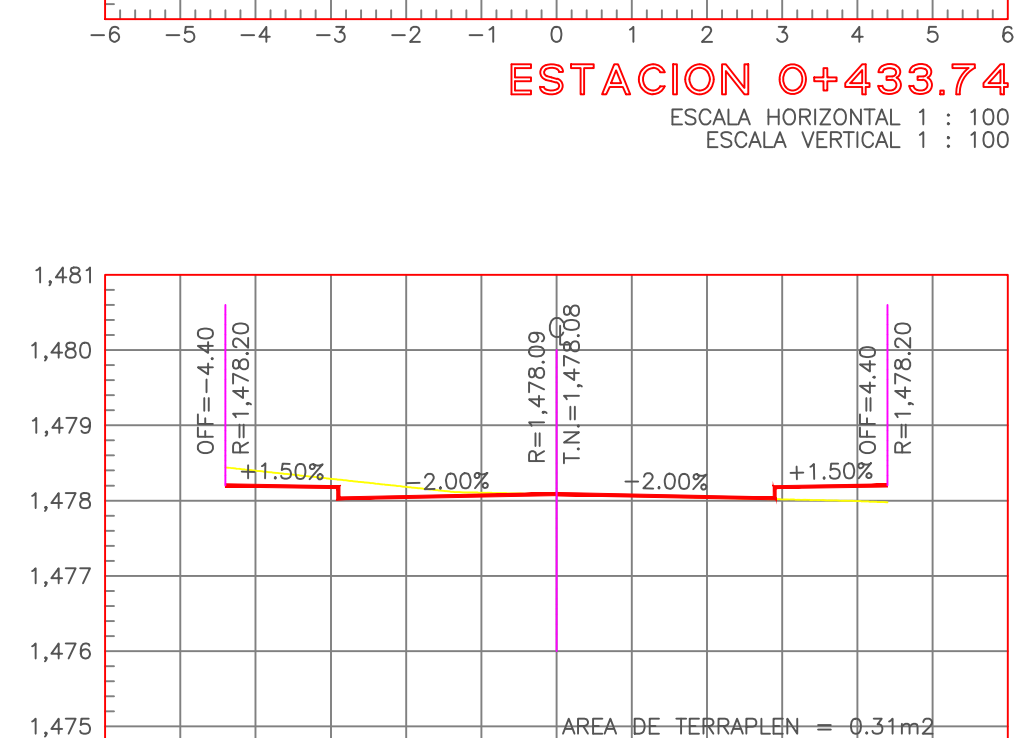 -6 -5 -4 -3 -2 -1 0 1 2 3 4 5 6
ESTACION 0+433.74
ESCALA HORIZONTAL 1 : 100
ESCALA VERTICAL 1 : 100
1,481
1,480
1,479
1,478
1,477
1,476
1,475
OFF=-4.40
R=1,478.20
R=1,478.09
T.N.=1,478.08
OFF=4.40
R=1,478.20
+1.50%
-2.00%
-2.00%
+1.50%
AREA DE TERRAPLEN = 0.31m2